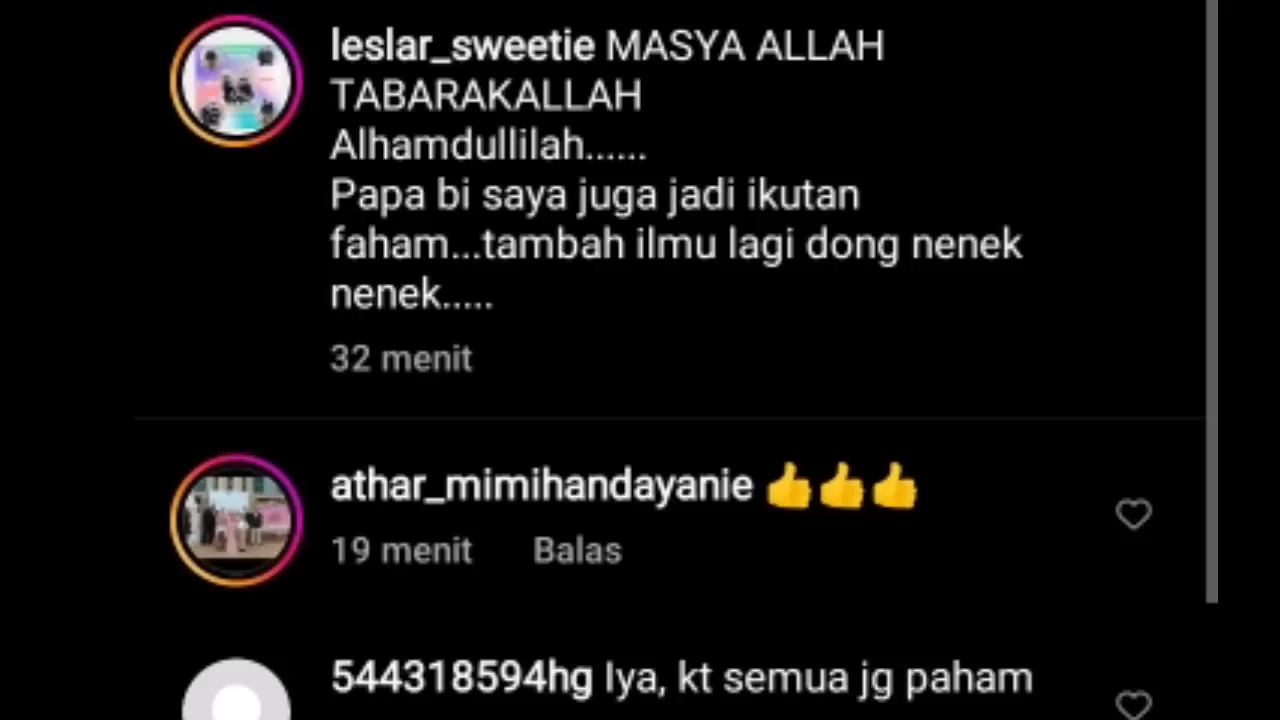 leslar_sweetie MASYA ALLAH
TABARAKALLAH
Alhamdullilah......
Papa bi saya juga jadi ikutan
faham...tambah ilmu lagi dong nenek
nenek.....
32 menit
athar_mimihandayanie 👍👍👍
19 menit Balas
544318594hg Iya, kt semua jg paham